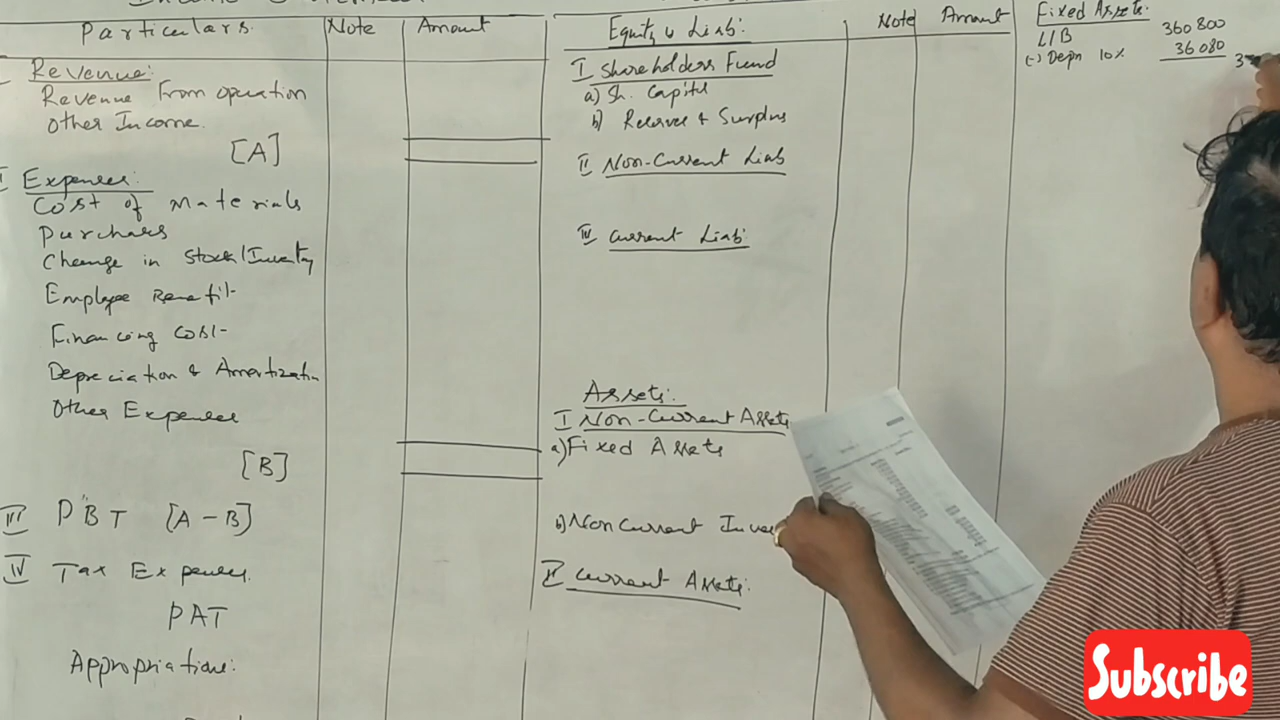 Particulars. Note Amount
I Revenue:
Revenue from operation
Other Income.
[A]
I Expenses:
Cost of Materials
Purchases
Change in Stock/Inventory
Employee Benefit
Financing Cost
Depreciation & Amortization
Other Expenses
[B]
III PBT [A - B]
IV Tax Expenses.
PAT
Appropriations:
Equity & Liab: Note Amount
I Shareholders Fund
a) Sh. Capital
b) Reserves & Surplus
II Non-Current Liab
IV Current Liab:
Assets:
I Non-Current Assets
a) Fixed Assets
b) Non Current Inves
II Current Assets:
Fixed Assets:
L/B 360800
(-) Depn 10% 36080
Subscribe